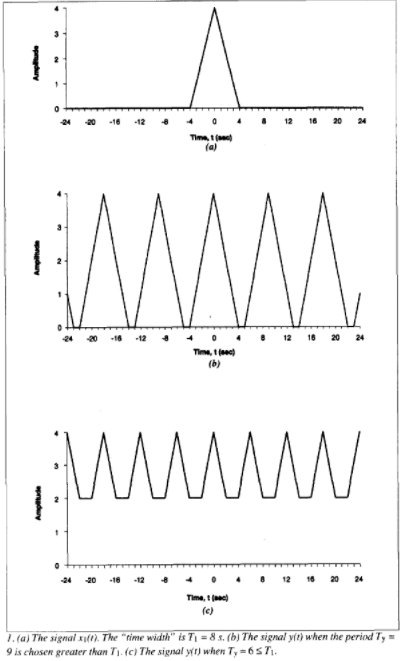 4
3
2
1
0
Amplitude
-24 -20 -16 -12 -8 -4 0 4 8 12 16 20 24
Time, t (sec)
(a)
4
3
2
1
0
Amplitude
-24 -20 -16 -12 -8 -4 0 4 8 12 16 20 24
Time, t (sec)
(b)
4
3
2
1
0
Amplitude
-24 -20 -16 -12 -8 -4 0 4 8 12 16 20 24
Time, t (sec)
(c)
1. (a) The signal x1(t). The "time width" is T1 = 8 s. (b) The signal y(t) when the period Ty =
9 is chosen greater than T1. (c) The signal y(t) when Ty = 6 ≤ T1.